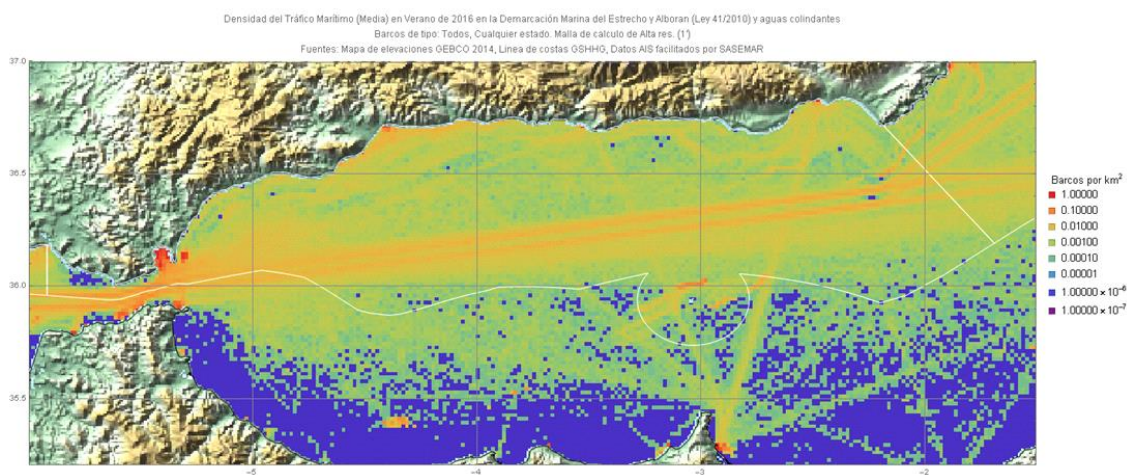 Densidad del Tráfico Marítimo (Media) en Verano de 2016 en la Demarcación Marina del Estrecho y Alboran (Ley 41/2010) y aguas colindantes
Barcos de tipo: Todos, Cualquier estado. Malla de cálculo de Alta res. (1')
Fuentes: Mapa de elevaciones GEBCO 2014, Linea de costas GSHHG, Datos AIS facilitados por SASEMAR
37.0
36.5
36.0
35.5
-5
-4
-3
-2
Barcos por km²
1.00000
0.10000
0.01000
0.00100
0.00010
0.00001
1.00000 × 10⁻⁶
1.00000 × 10⁻⁷